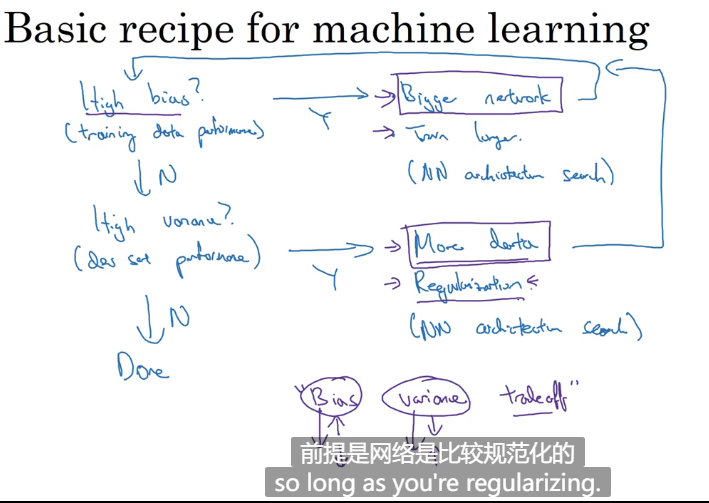 Basic recipe for machine learning
High bias?
(training data performance)
Y
Bigger network
Train longer.
(NN architecture search)
N
High variance?
(dev set performance)
Y
More data
Regularization
(NN architecture search)
N
Done
"Bias variance tradeoff"
前提是网络是比较规范化的
so long as you're regularizing.